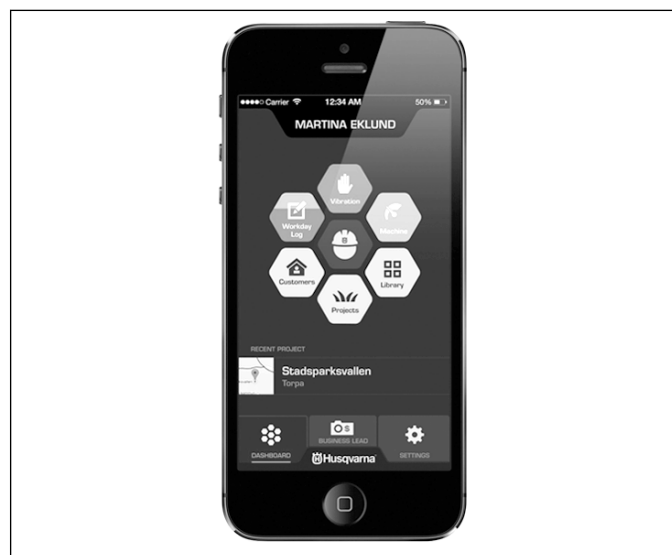 Carrier 12:34 AM 50%
MARTINA EKLUND
Vibration
Workday
Log
Machine
Customers
Library
Projects
RECENT PROJECT
Stadsparksvallen
Torpa
DASHBOARD
BUSINESS LEAD
SETTINGS
Husqvarna